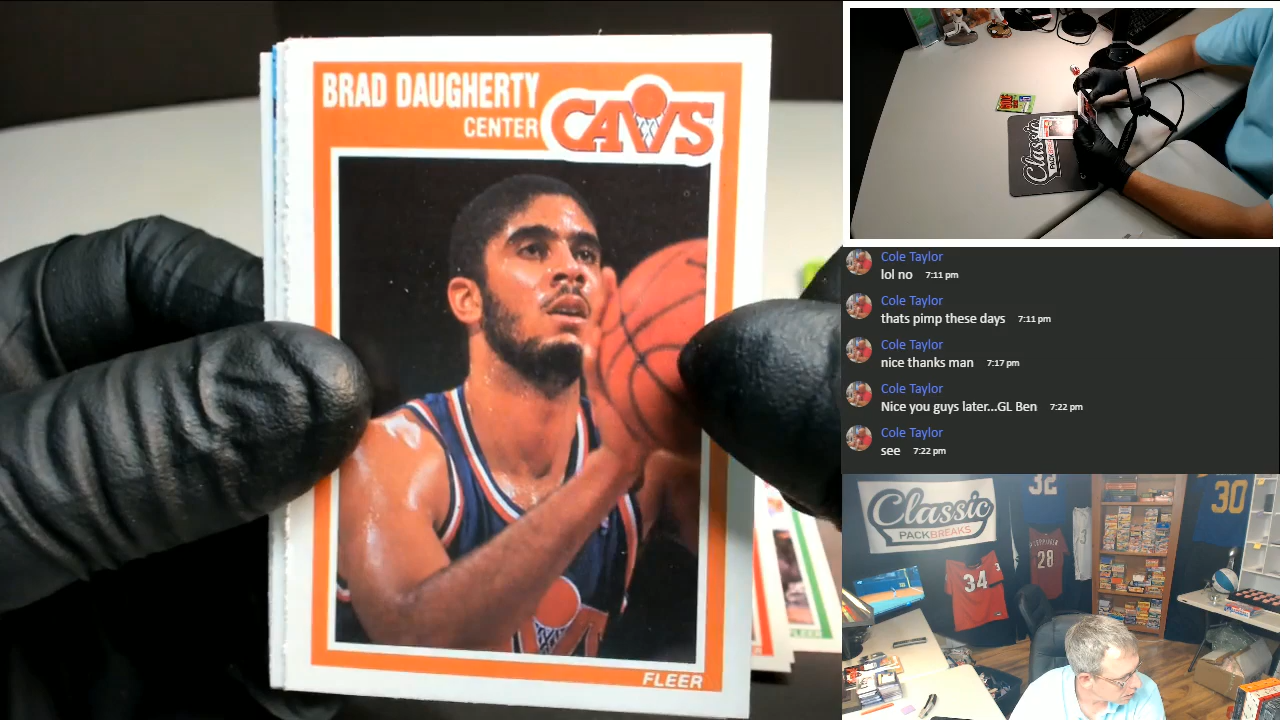 BRAD DAUGHERTY
CENTER
CAVS
FLEER
FLEER
Classic
Cole Taylor
lol no 7:11 pm
Cole Taylor
thats pimp these days 7:11 pm
Cole Taylor
nice thanks man 7:17 pm
Cole Taylor
Nice you guys later...GL Ben 7:22 pm
Cole Taylor
see 7:22 pm
Classic
PACKBREAKS
32
30
28
34
3